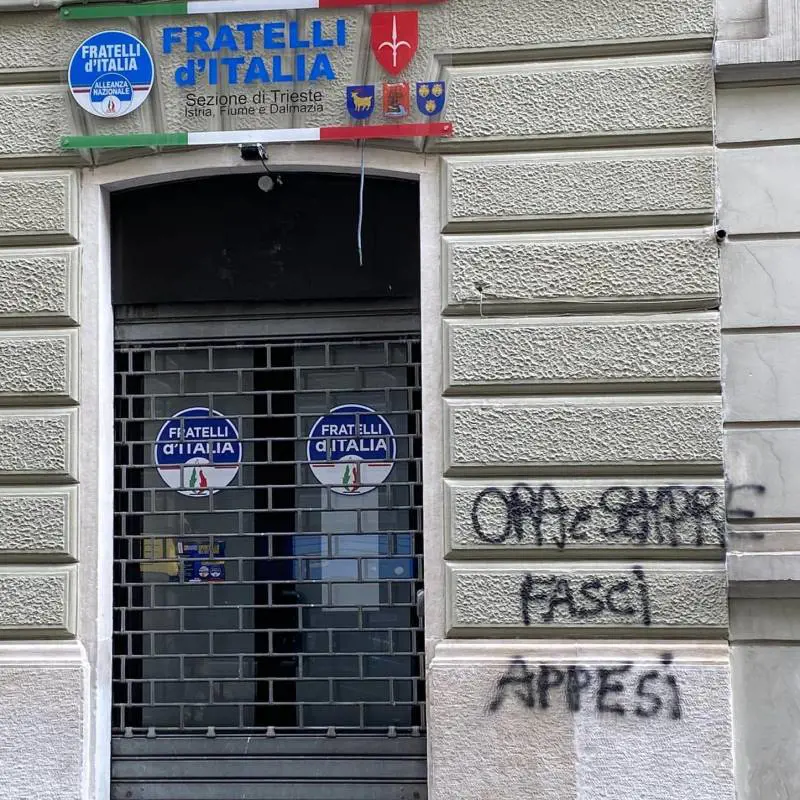 FRATELLI
d'ITALIA
ALLEANZA
NAZIONALE
FRATELLI
d'ITALIA
Sezione di Trieste
Istria, Fiume e Dalmazia
FRATELLI
d'ITALIA
FRATELLI
d'ITALIA
ORA e SEMPRE
FASCI
APPESI